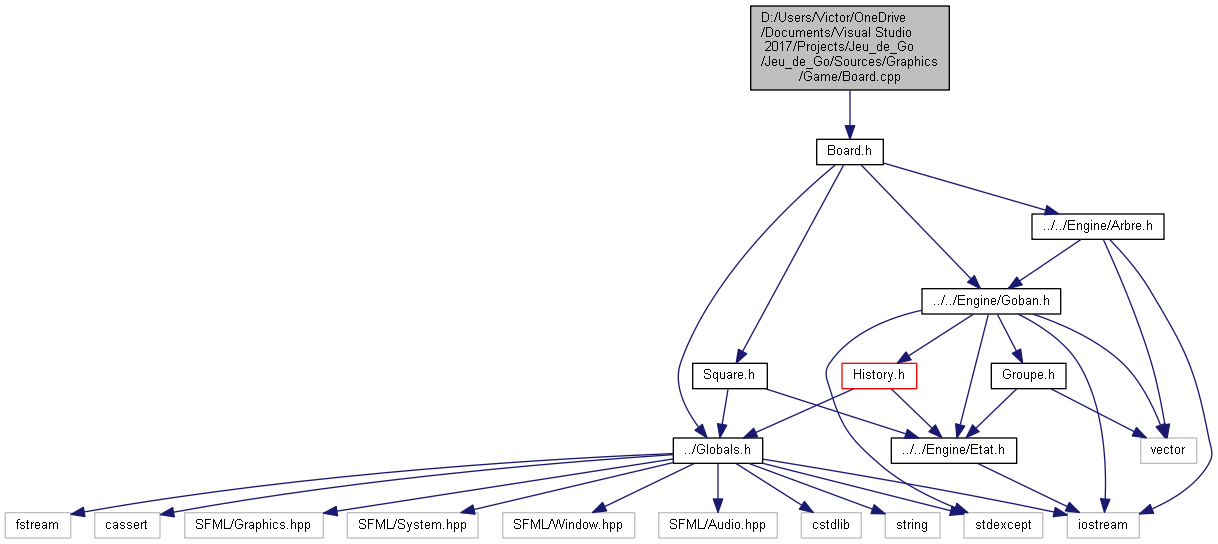 D:/Users/Victor/OneDrive
/Documents/Visual Studio
2017/Projects/Jeu_de_Go
/Jeu_de_Go/Sources/Graphics
/Game/Board.cpp
Board.h
../../Engine/Arbre.h
../../Engine/Goban.h
Square.h
History.h
Groupe.h
../Globals.h
../../Engine/Etat.h
vector
fstream
cassert
SFML/Graphics.hpp
SFML/System.hpp
SFML/Window.hpp
SFML/Audio.hpp
cstdlib
string
stdexcept
iostream